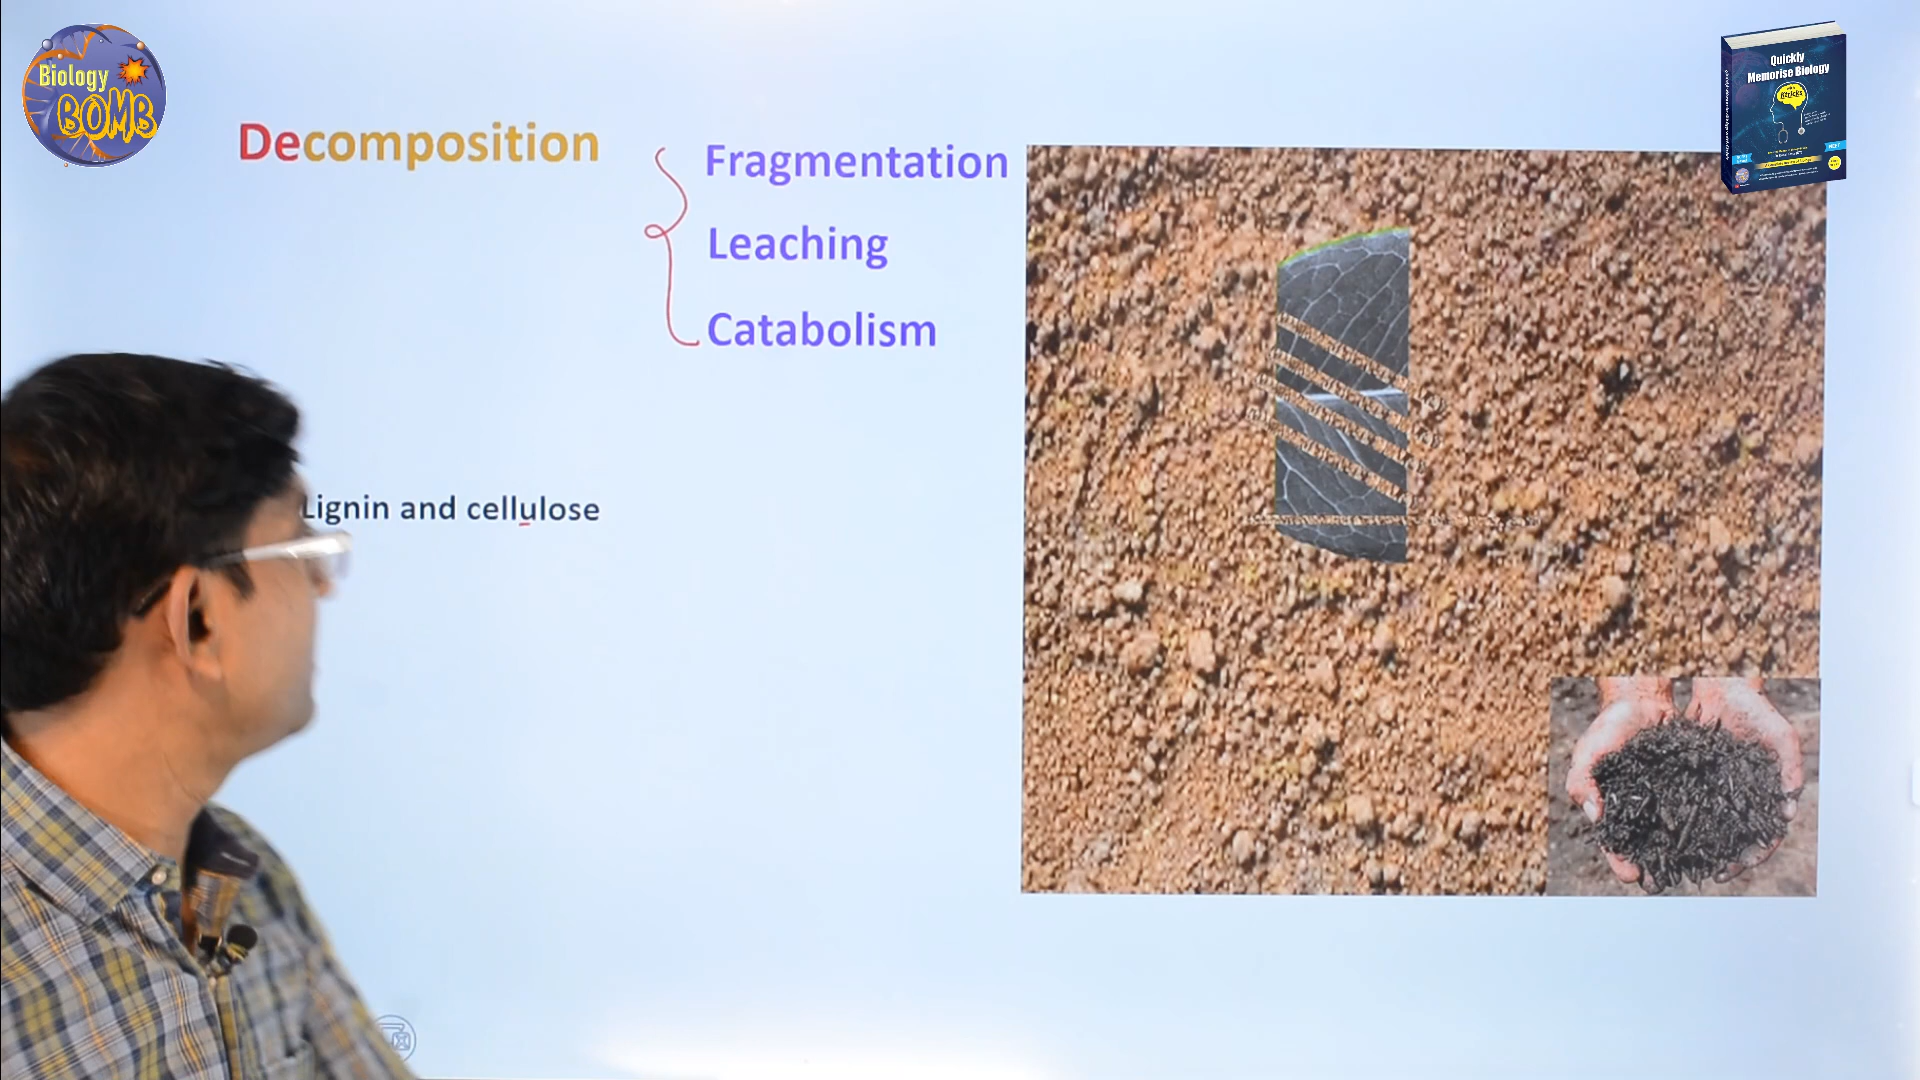 Biology
BOMB
Decomposition
Fragmentation
Leaching
Catabolism
Lignin and cellulose
Quickly
Memorise Biology